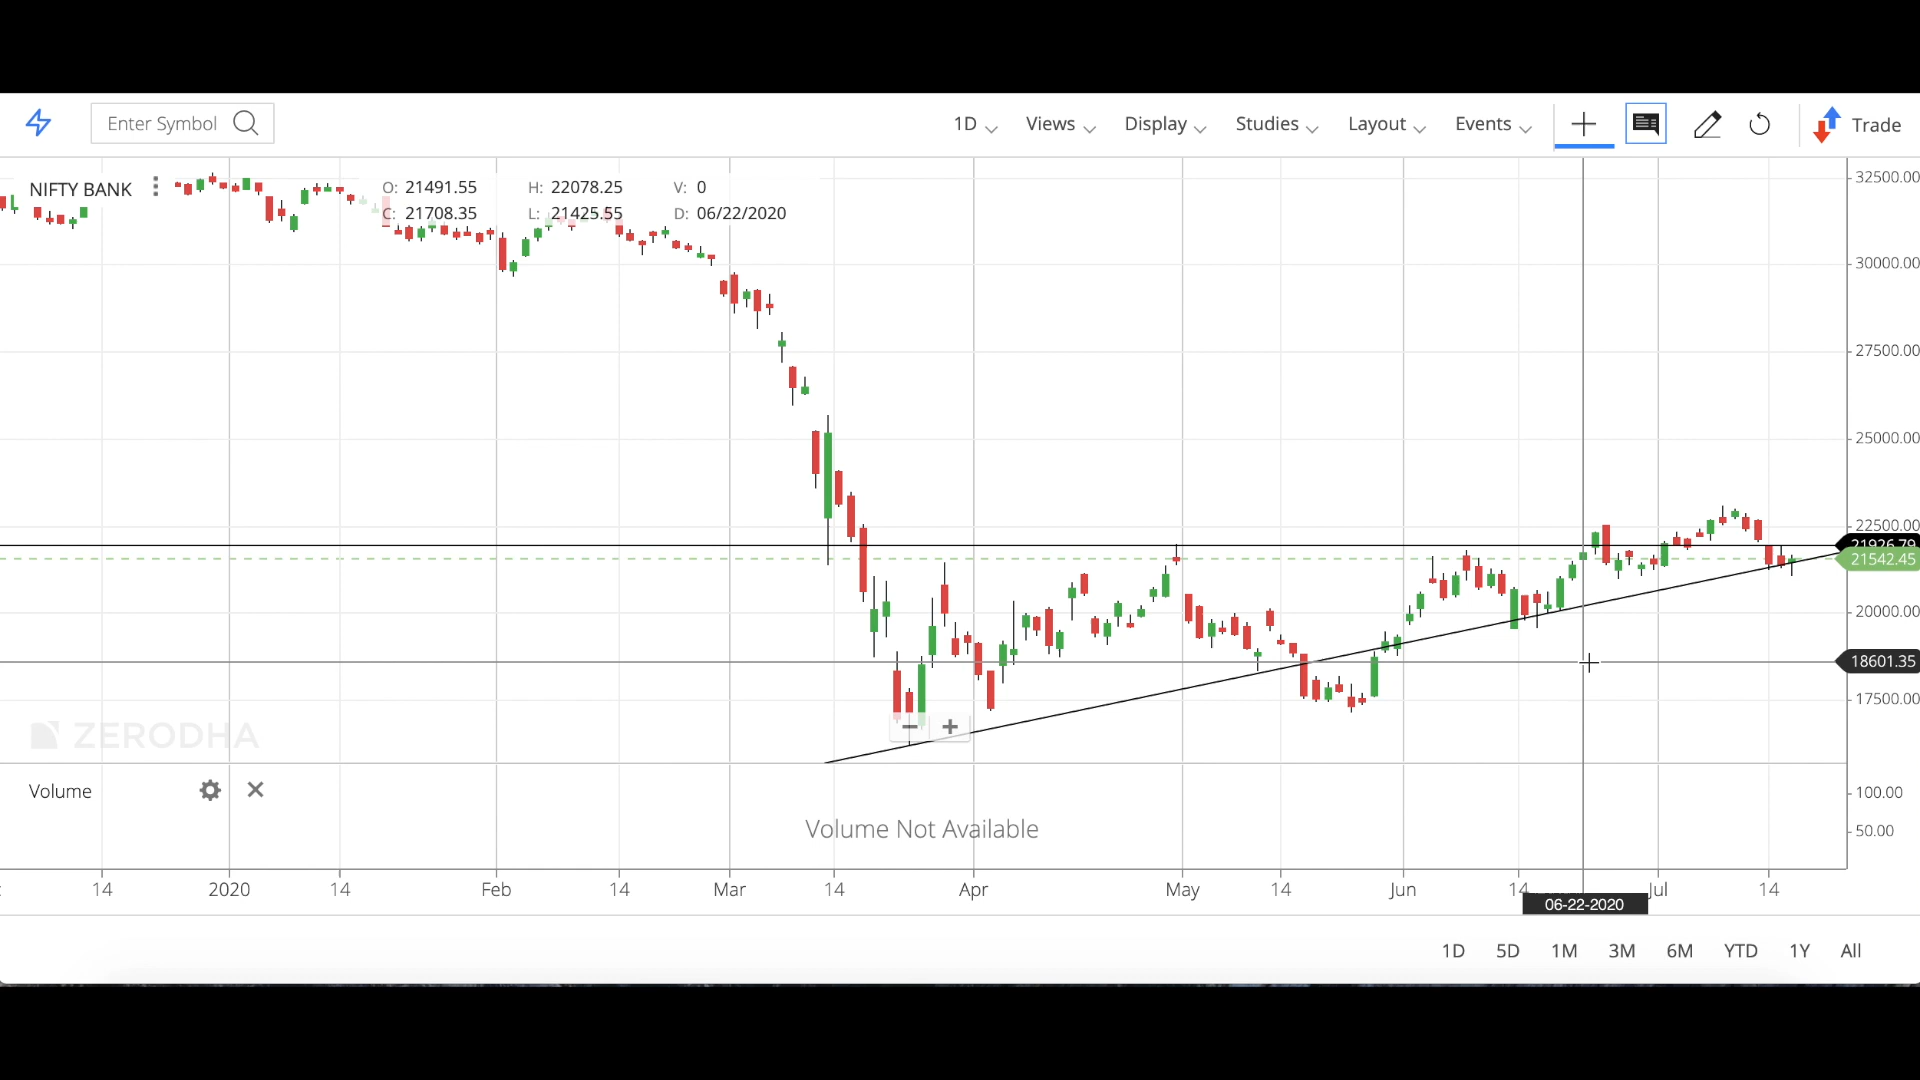 Enter Symbol
1D Views Display Studies Layout Events Trade
NIFTY BANK
O: 21491.55 H: 22078.25 V: 0
C: 21708.35 L: 21425.55 D: 06/22/2020
32500.00
30000.00
27500.00
25000.00
22500.00
21926.79
21542.45
20000.00
18601.35
17500.00
− +
ZERODHA
Volume
Volume Not Available
100.00
50.00
14 2020 14 Feb 14 Mar 14 Apr May 14 Jun 14 Jul 14
06-22-2020
1D 5D 1M 3M 6M YTD 1Y All